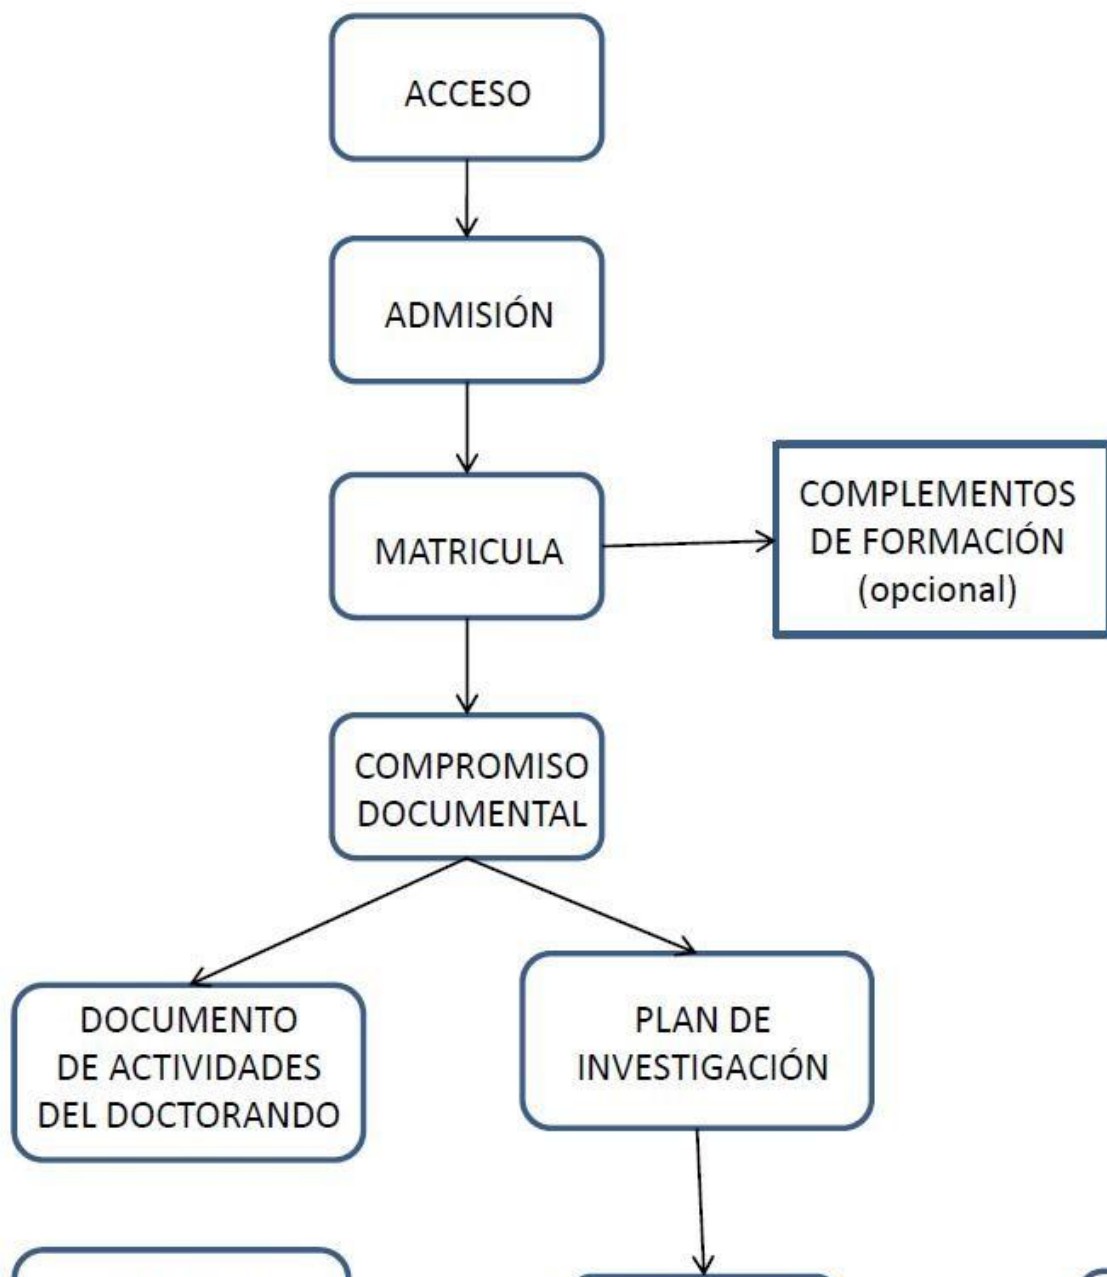 ACCESO
ADMISIÓN
MATRICULA
COMPLEMENTOS
DE FORMACIÓN
(opcional)
COMPROMISO
DOCUMENTAL
DOCUMENTO
DE ACTIVIDADES
DEL DOCTORANDO
PLAN DE
INVESTIGACIÓN